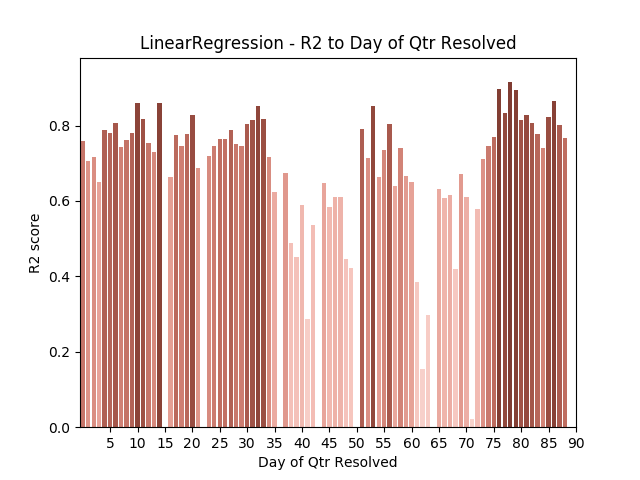 LinearRegression - R2 to Day of Qtr Resolved
R2 score
0.8
0.6
0.4
0.2
0.0
5 10 15 20 25 30 35 40 45 50 55 60 65 70 75 80 85 90
Day of Qtr Resolved